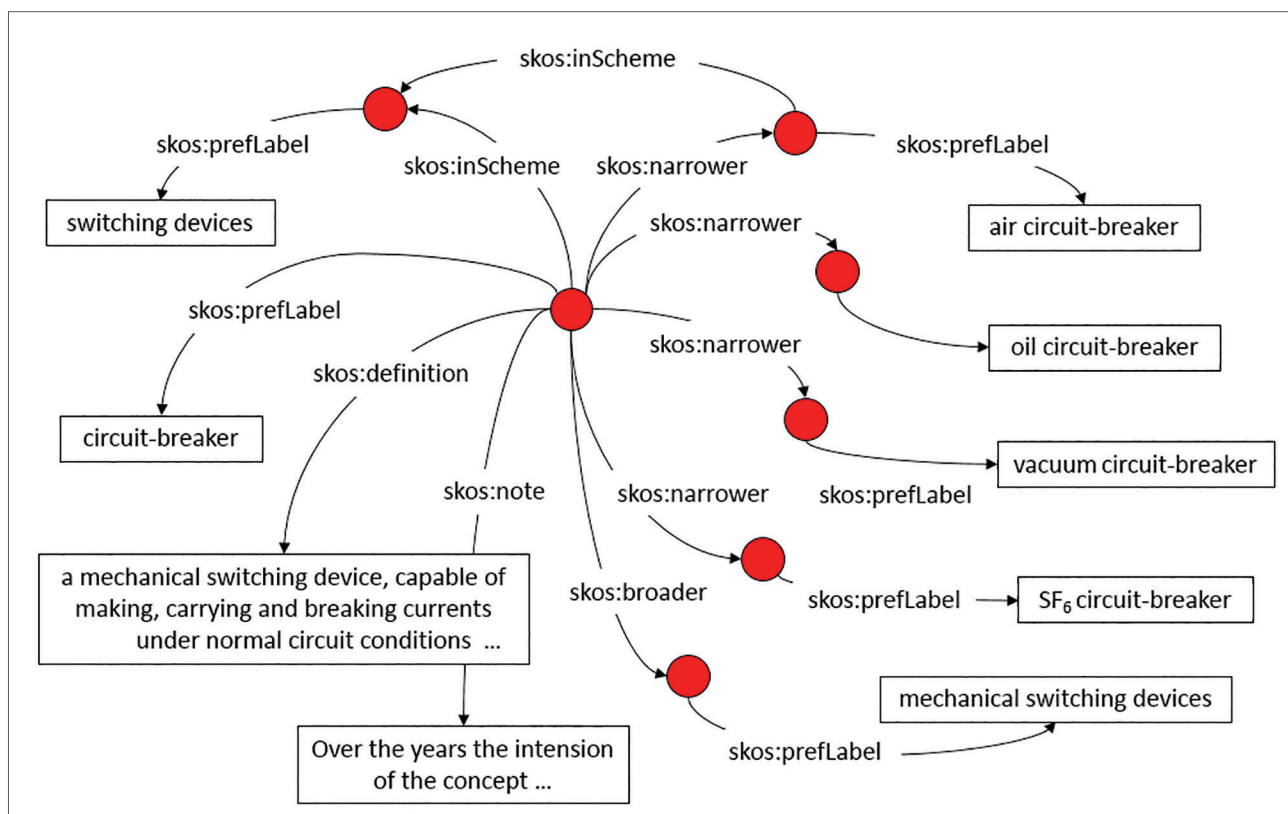 skos:inScheme
skos:prefLabel
skos:inScheme
skos:narrower
skos:prefLabel
switching devices
skos:narrower
air circuit-breaker
skos:prefLabel
skos:narrower
oil circuit-breaker
skos:definition
circuit-breaker
vacuum circuit-breaker
skos:note
skos:narrower
skos:prefLabel
a mechanical switching device, capable of
making, carrying and breaking currents
under normal circuit conditions ...
skos:broader
skos:prefLabel
SF₆ circuit-breaker
mechanical switching devices
Over the years the intension
of the concept ...
skos:prefLabel